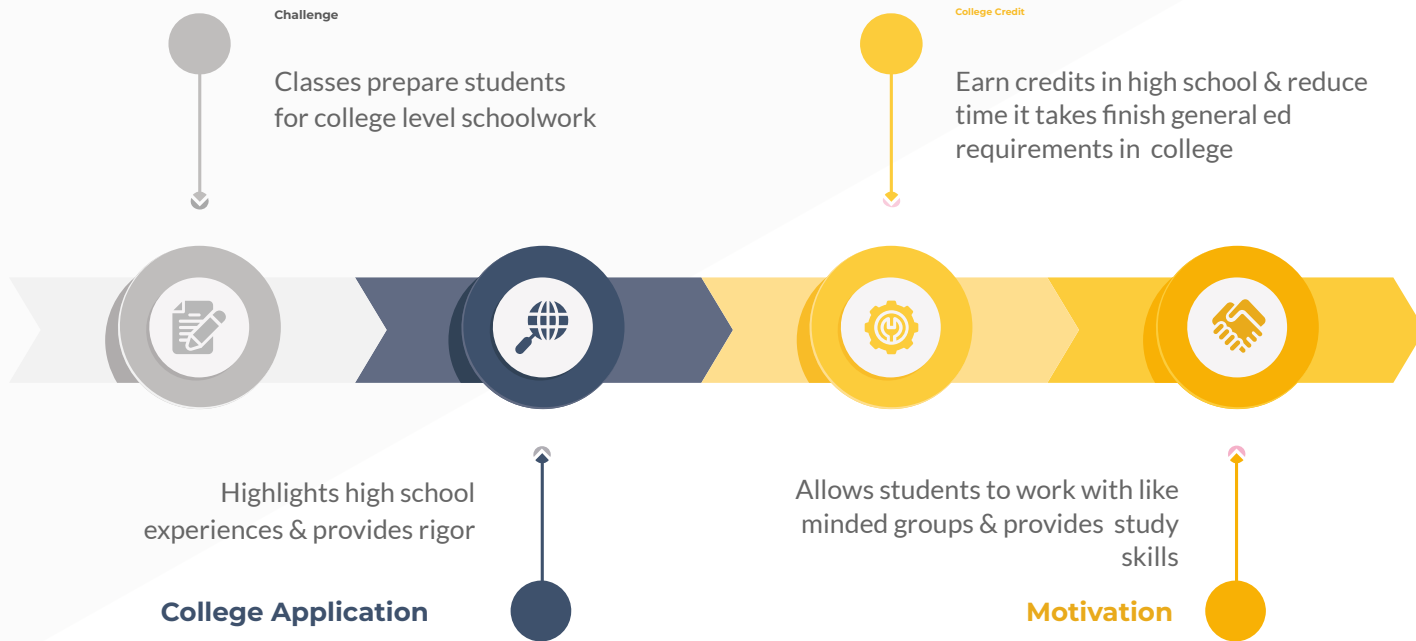 Challenge
Classes prepare students
for college level schoolwork
College Credit
Earn credits in high school & reduce
time it takes finish general ed
requirements in college
Highlights high school
experiences & provides rigor
College Application
Allows students to work with like
minded groups & provides study
skills
Motivation